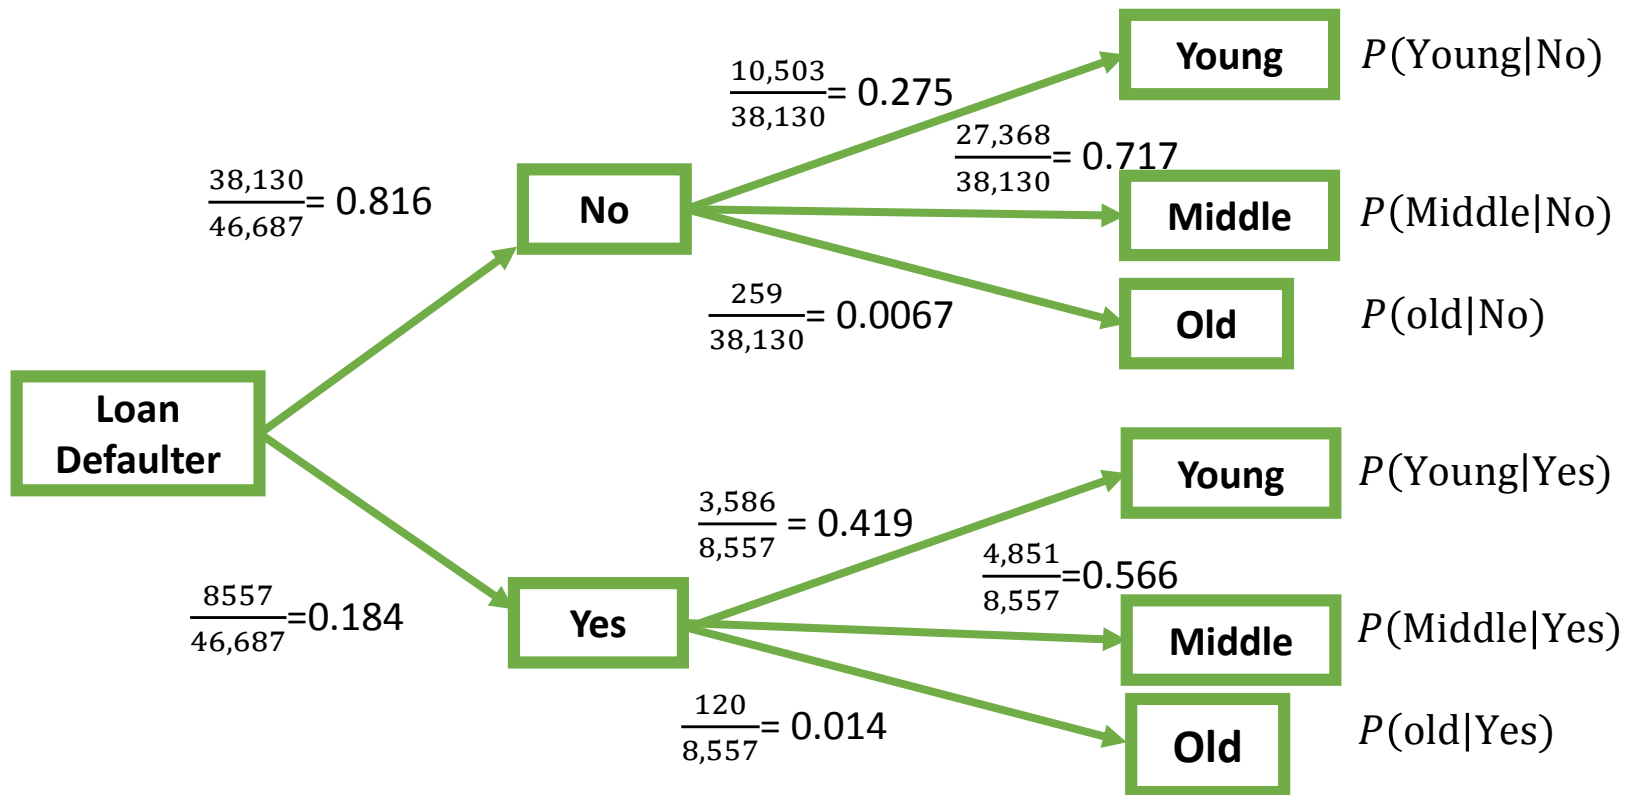 Young
P(Young|No)
10,503/38,130= 0.275
27,368/38,130= 0.717
38,130/46,687= 0.816
No
Middle
P(Middle|No)
259/38,130= 0.0067
Old
P(old|No)
Loan
Defaulter
Young
P(Young|Yes)
3,586/8,557 = 0.419
4,851/8,557=0.566
8557/46,687=0.184
Yes
Middle
P(Middle|Yes)
120/8,557= 0.014
Old
P(old|Yes)